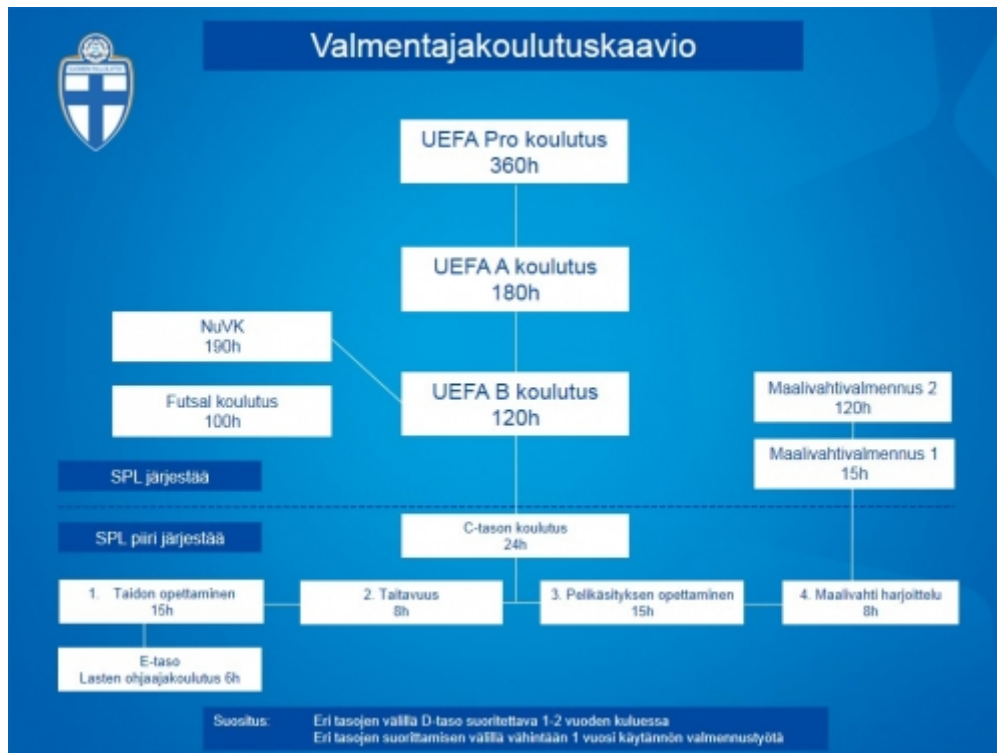 Valmentajakoulutuskaavio
UEFA Pro koulutus
360h
UEFA A koulutus
180h
NuVK
190h
UEFA B koulutus
120h
Futsal koulutus
100h
Maalivahtivalmennus 2
120h
Maalivahtivalmennus 1
15h
SPL järjestää
SPL piiri järjestää
C-tason koulutus
24h
1. Taidon opettaminen
15h
2. Taitavuus
8h
3. Pelikäsityksen opettaminen
15h
4. Maalivahti harjoittelu
8h
E-taso
Lasten ohjaajakoulutus 6h
Suositus: Eri tasojen välillä D-taso suoritettava 1-2 vuoden kuluessa
Eri tasojen suorittamisen välillä vähintään 1 vuosi käytännön valmennustyötä